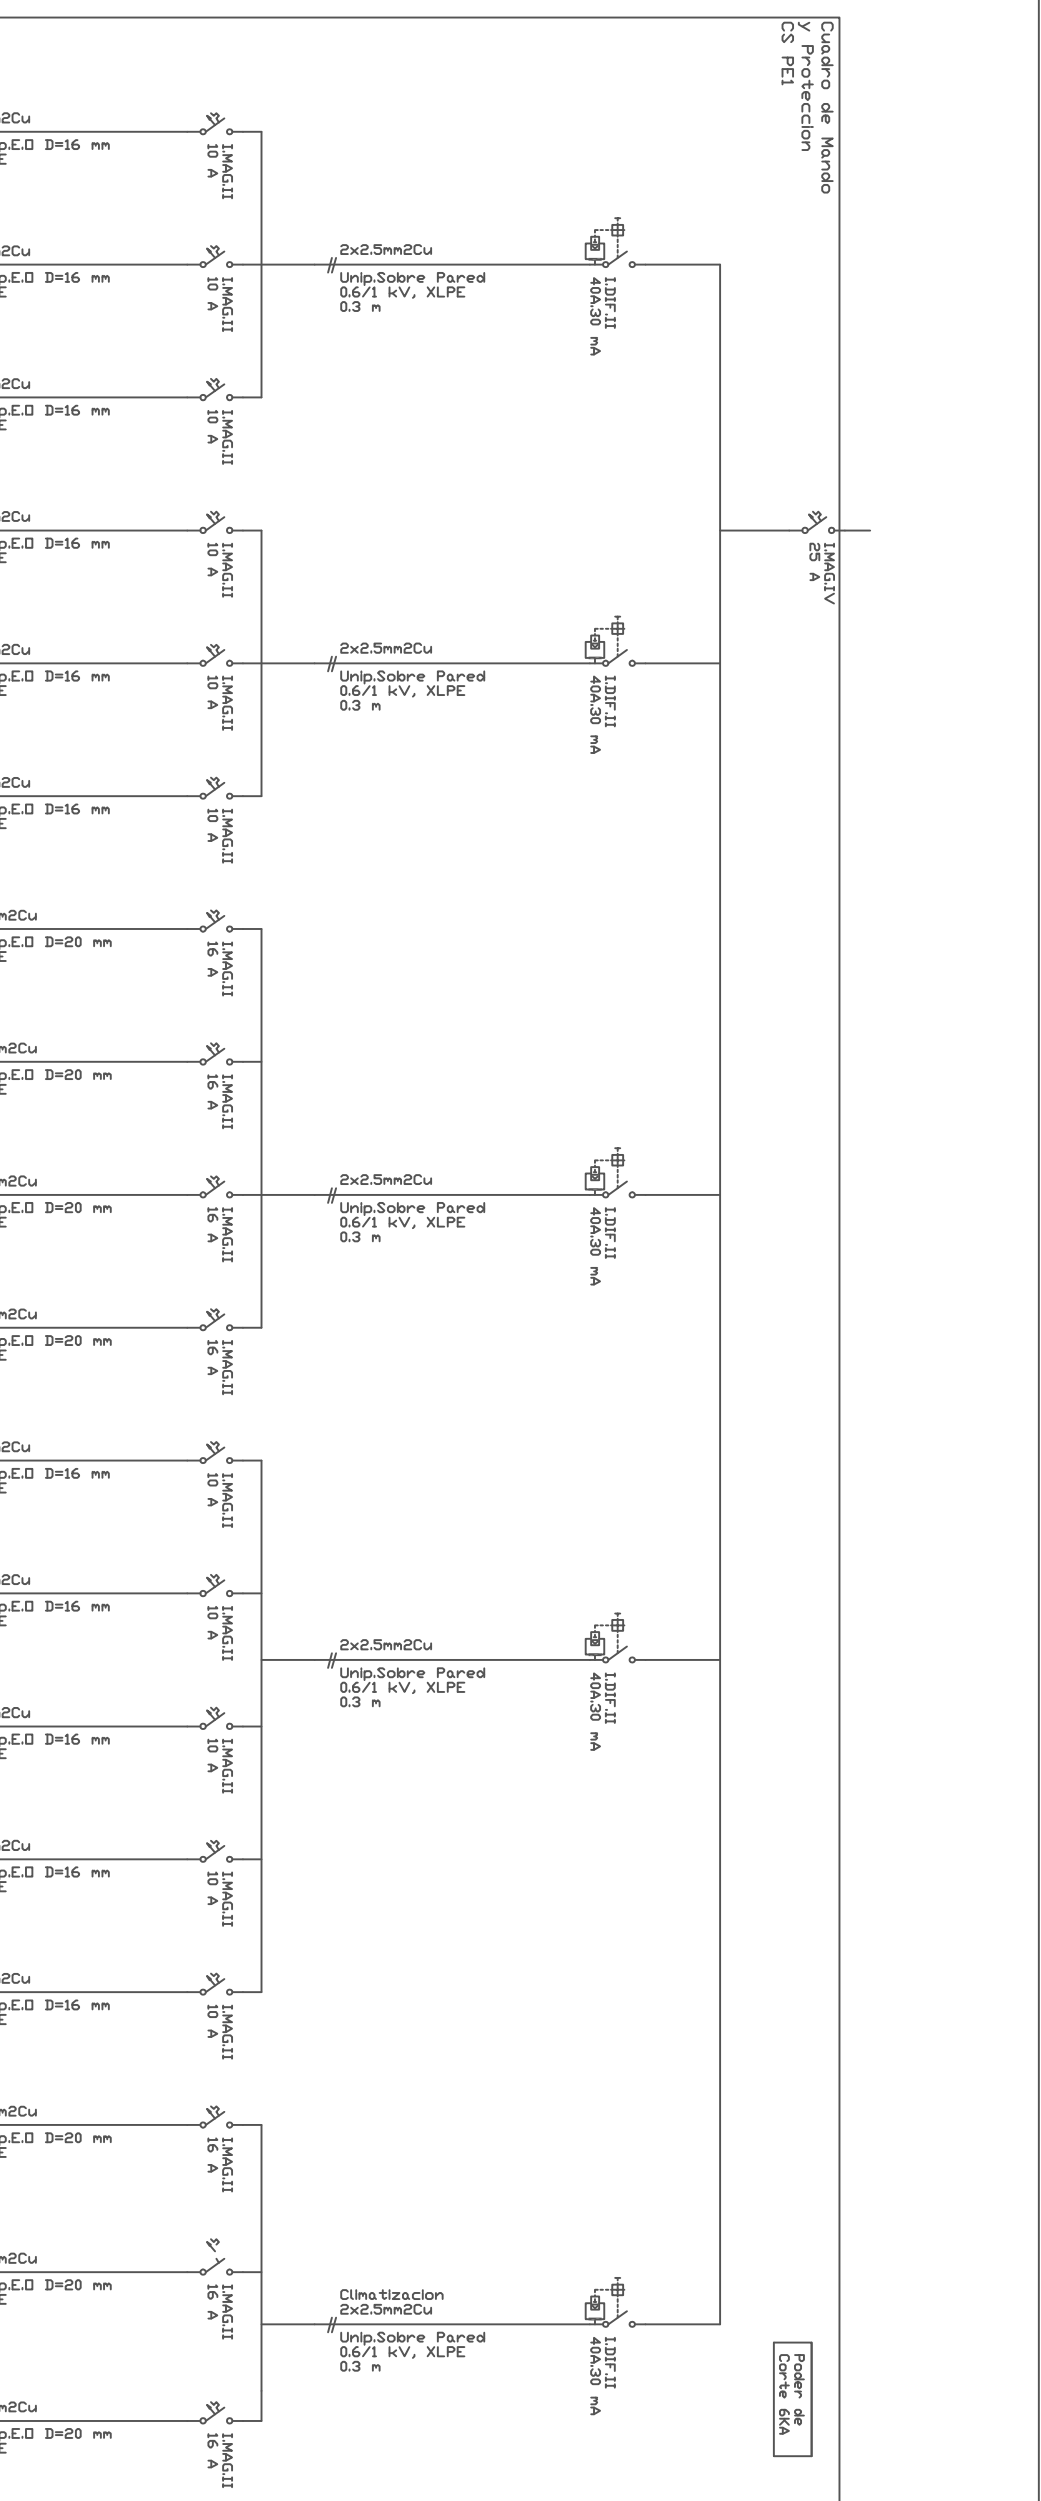 Cuadro de Mando
y Proteccion
CS PE1
I.MAG.IV
25 A
Poder de
Corte 6KA
I.DIF.II
40A.30 mA
2x2.5mm2Cu
Unip.Sobre Pared
0.6/1 kV, XLPE
0.3 m
I.MAG.II
10 A
2Cu
p.E.O D=16 mm
E
I.MAG.II
10 A
2Cu
p.E.O D=16 mm
E
I.MAG.II
10 A
2Cu
p.E.O D=16 mm
E
I.DIF.II
40A.30 mA
2x2.5mm2Cu
Unip.Sobre Pared
0.6/1 kV, XLPE
0.3 m
I.MAG.II
10 A
2Cu
p.E.O D=16 mm
E
I.MAG.II
10 A
2Cu
p.E.O D=16 mm
E
I.MAG.II
10 A
2Cu
p.E.O D=16 mm
E
I.DIF.II
40A.30 mA
2x2.5mm2Cu
Unip.Sobre Pared
0.6/1 kV, XLPE
0.3 m
I.MAG.II
16 A
m2Cu
p.E.O D=20 mm
E
I.MAG.II
16 A
m2Cu
p.E.O D=20 mm
E
I.MAG.II
16 A
m2Cu
p.E.O D=20 mm
E
I.MAG.II
16 A
m2Cu
p.E.O D=20 mm
E
I.DIF.II
40A.30 mA
2x2.5mm2Cu
Unip.Sobre Pared
0.6/1 kV, XLPE
0.3 m
I.MAG.II
10 A
2Cu
p.E.O D=16 mm
E
I.MAG.II
10 A
2Cu
p.E.O D=16 mm
E
I.MAG.II
10 A
2Cu
p.E.O D=16 mm
E
I.MAG.II
10 A
2Cu
p.E.O D=16 mm
E
I.MAG.II
10 A
2Cu
p.E.O D=16 mm
E
I.DIF.II
40A.30 mA
Climatizacion
2x2.5mm2Cu
Unip.Sobre Pared
0.6/1 kV, XLPE
0.3 m
I.MAG.II
16 A
m2Cu
p.E.O D=20 mm
E
I.MAG.II
16 A
m2Cu
p.E.O D=20 mm
E
I.MAG.II
16 A
m2Cu
p.E.O D=20 mm
E